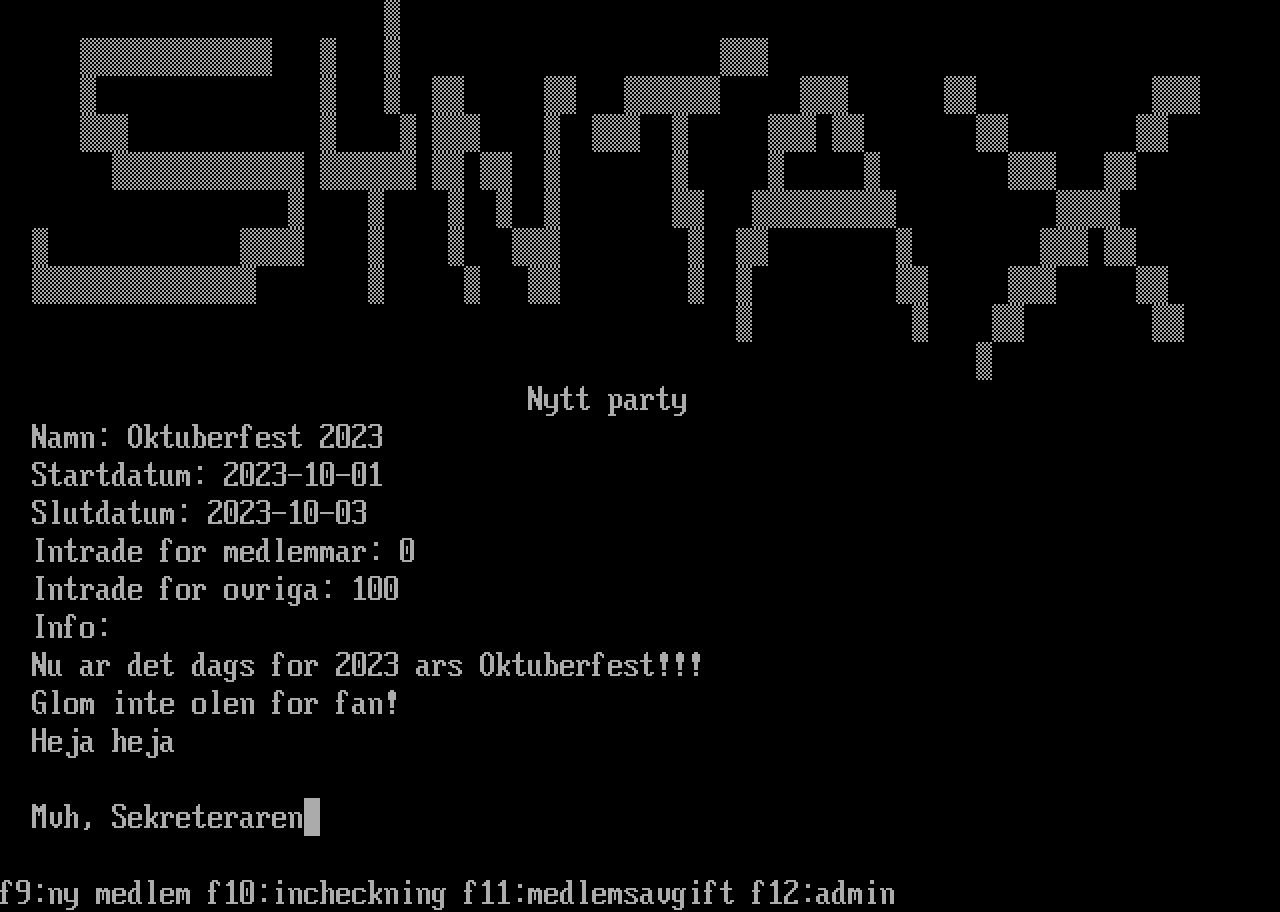 SYNTAX
Nytt party
Namn: Oktuberfest 2023
Startdatum: 2023-10-01
Slutdatum: 2023-10-03
Intrade for medlemmar: 0
Intrade for ovriga: 100
Info:
Nu ar det dags for 2023 ars Oktuberfest!!!
Glom inte olen for fan!
Heja heja
Mvh, Sekreteraren
f9:ny medlem f10:incheckning f11:medlemsavgift f12:admin